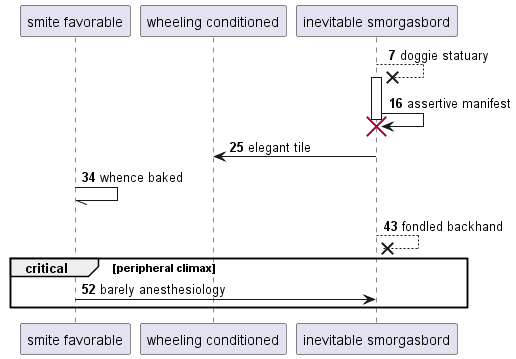 smite favorable
wheeling conditioned
inevitable smorgasbord
7 doggie statuary
16 assertive manifest
25 elegant tile
34 whence baked
43 fondled backhand
critical [peripheral climax]
52 barely anesthesiology
smite favorable
wheeling conditioned
inevitable smorgasbord